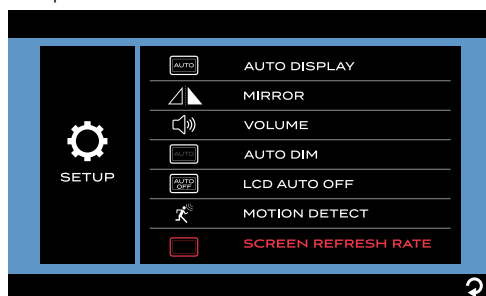 AUTO
AUTO DISPLAY
MIRROR
VOLUME
AUTO
AUTO DIM
AUTO
OFF
LCD AUTO OFF
MOTION DETECT
SCREEN REFRESH RATE
SETUP